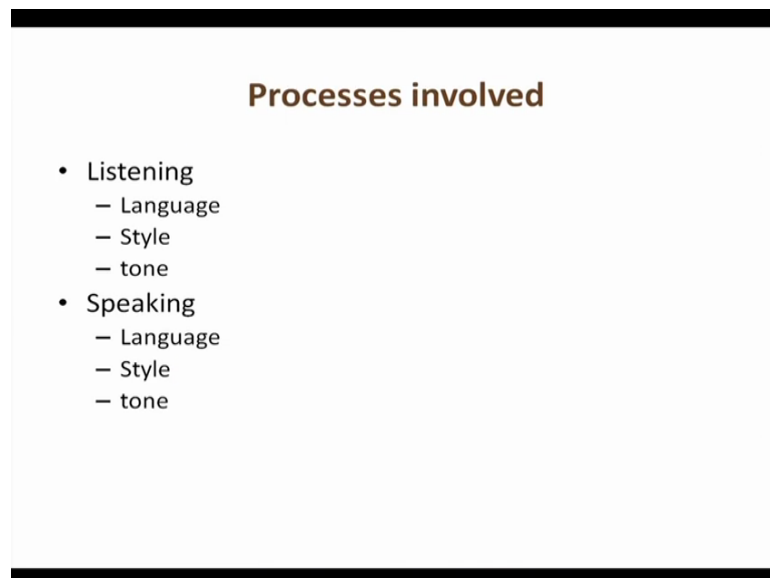 Processes involved
• Listening
– Language
– Style
– tone
• Speaking
– Language
– Style
– tone